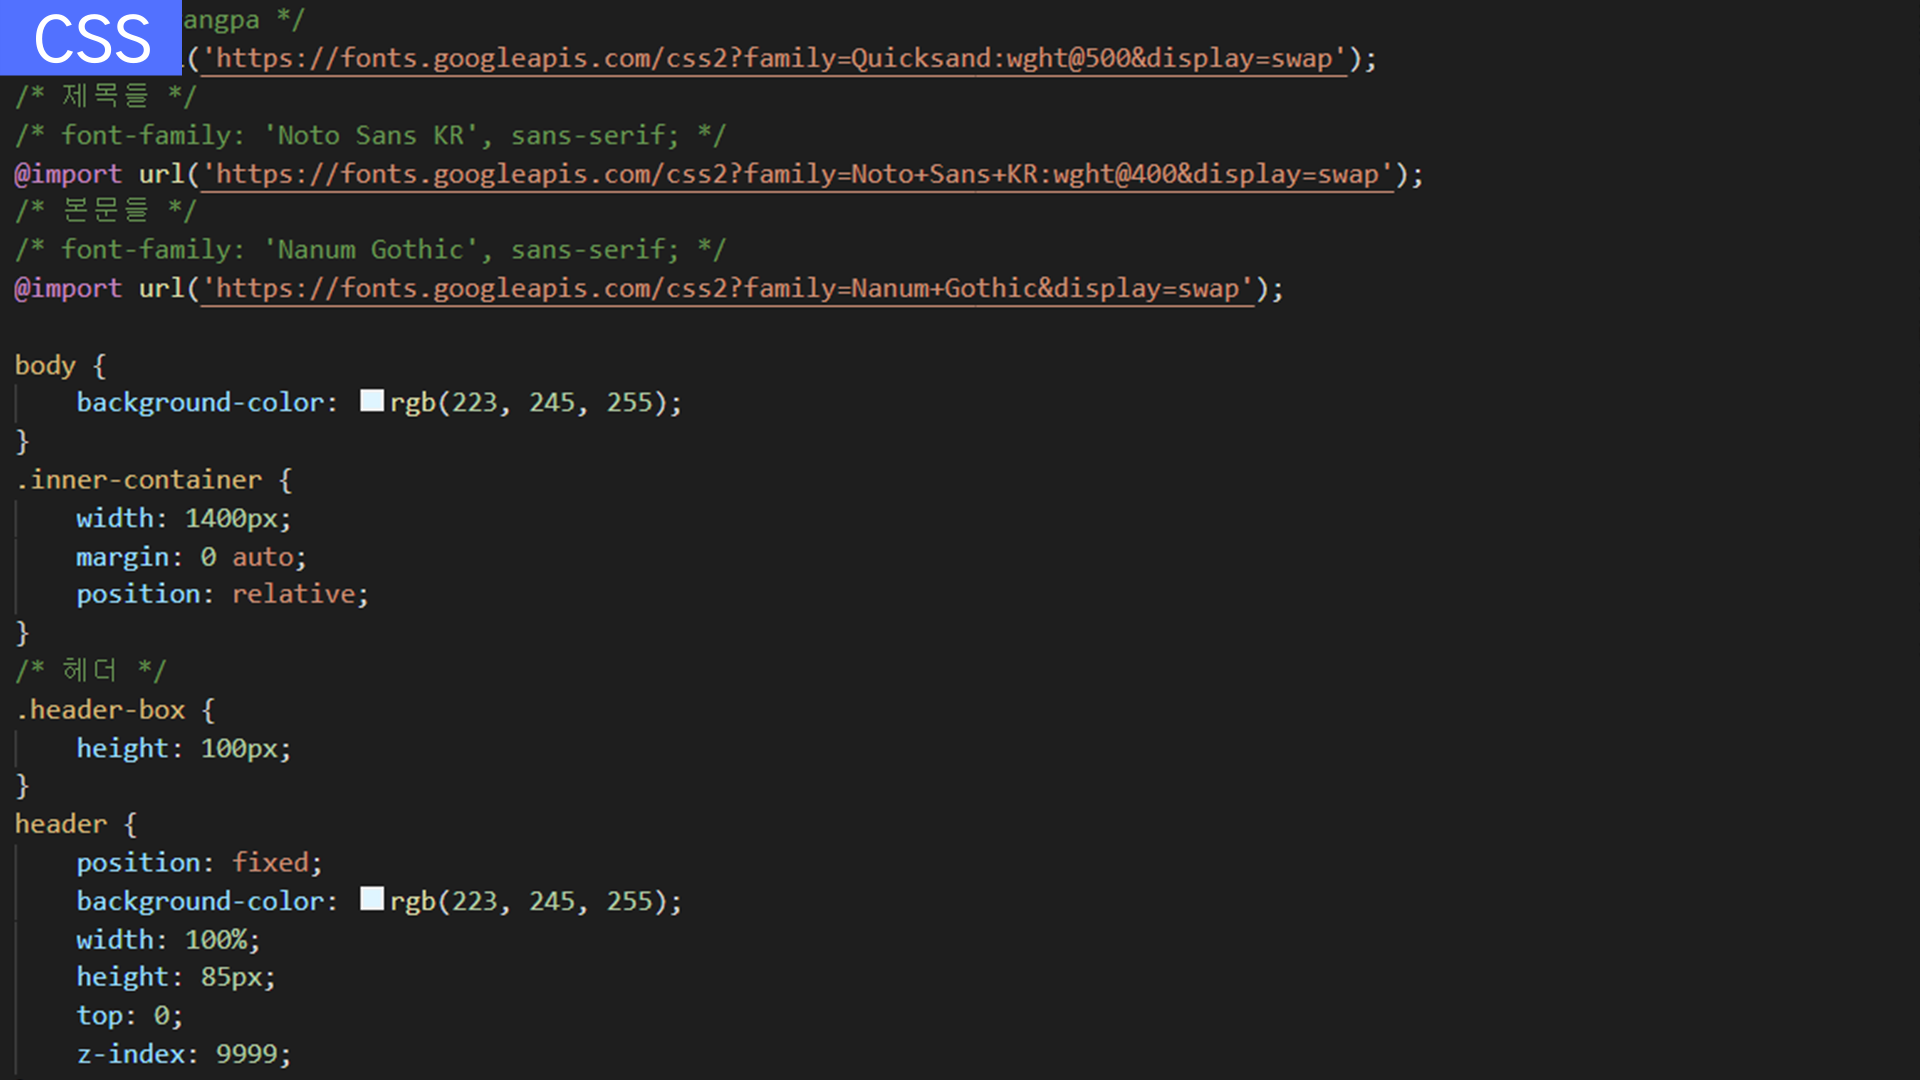 CSS
angpa */
('https://fonts.googleapis.com/css2?family=Quicksand:wght@500&display=swap');
/* 제목들 */
/* font-family: 'Noto Sans KR', sans-serif; */
@import url('https://fonts.googleapis.com/css2?family=Noto+Sans+KR:wght@400&display=swap');
/* 본문들 */
/* font-family: 'Nanum Gothic', sans-serif; */
@import url('https://fonts.googleapis.com/css2?family=Nanum+Gothic&display=swap');
body {
background-color: rgb(223, 245, 255);
}
.inner-container {
width: 1400px;
margin: 0 auto;
position: relative;
}
/* 헤더 */
.header-box {
height: 100px;
}
header {
position: fixed;
background-color: rgb(223, 245, 255);
width: 100%;
height: 85px;
top: 0;
z-index: 9999;